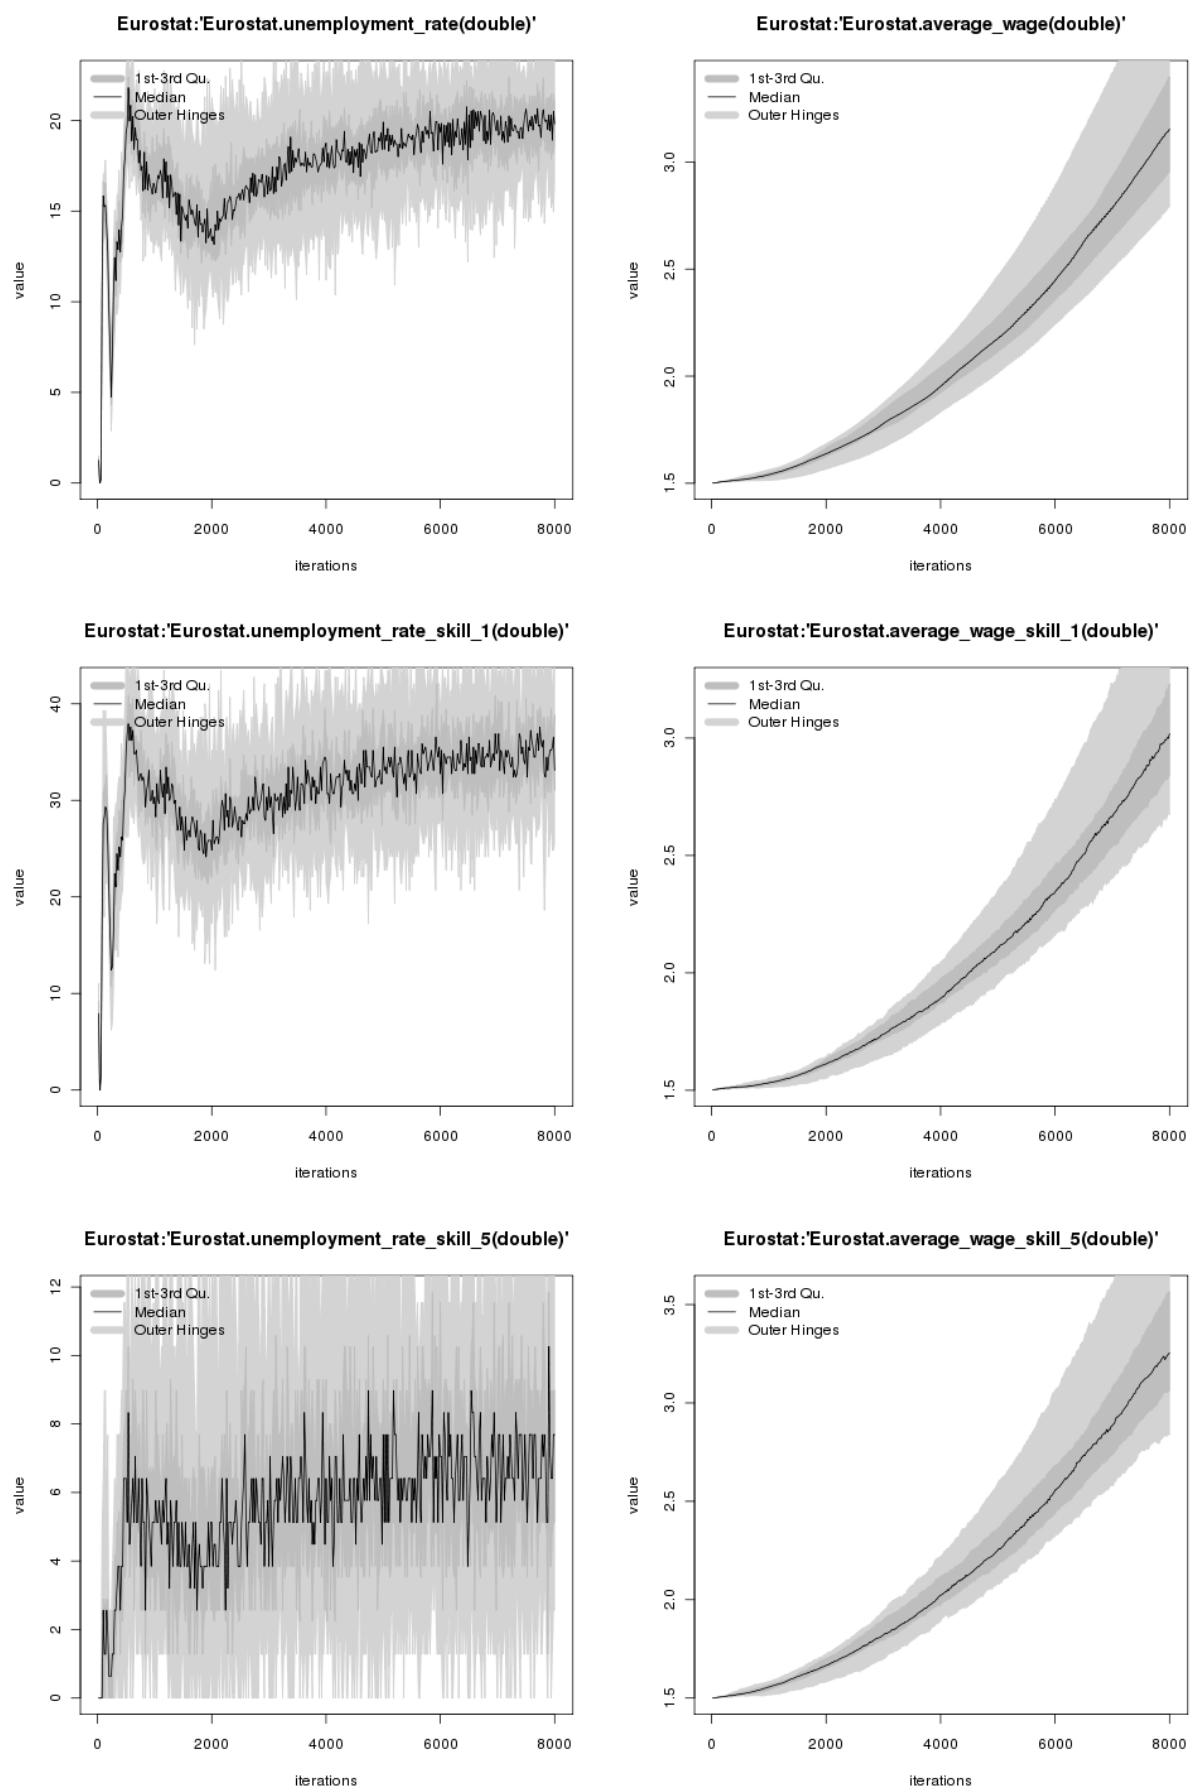 Eurostat:'Eurostat.unemployment_rate(double)'
1st-3rd Qu.
Median
Outer Hinges
value
0 5 10 15 20
0 2000 4000 6000 8000
iterations
Eurostat:'Eurostat.average_wage(double)'
1st-3rd Qu.
Median
Outer Hinges
value
1.5 2.0 2.5 3.0
0 2000 4000 6000 8000
iterations
Eurostat:'Eurostat.unemployment_rate_skill_1(double)'
1st-3rd Qu.
Median
Outer Hinges
value
0 10 20 30 40
0 2000 4000 6000 8000
iterations
Eurostat:'Eurostat.average_wage_skill_1(double)'
1st-3rd Qu.
Median
Outer Hinges
value
1.5 2.0 2.5 3.0
0 2000 4000 6000 8000
iterations
Eurostat:'Eurostat.unemployment_rate_skill_5(double)'
1st-3rd Qu.
Median
Outer Hinges
value
0 2 4 6 8 10 12
0 2000 4000 6000 8000
iterations
Eurostat:'Eurostat.average_wage_skill_5(double)'
1st-3rd Qu.
Median
Outer Hinges
value
1.5 2.0 2.5 3.0 3.5
0 2000 4000 6000 8000
iterations